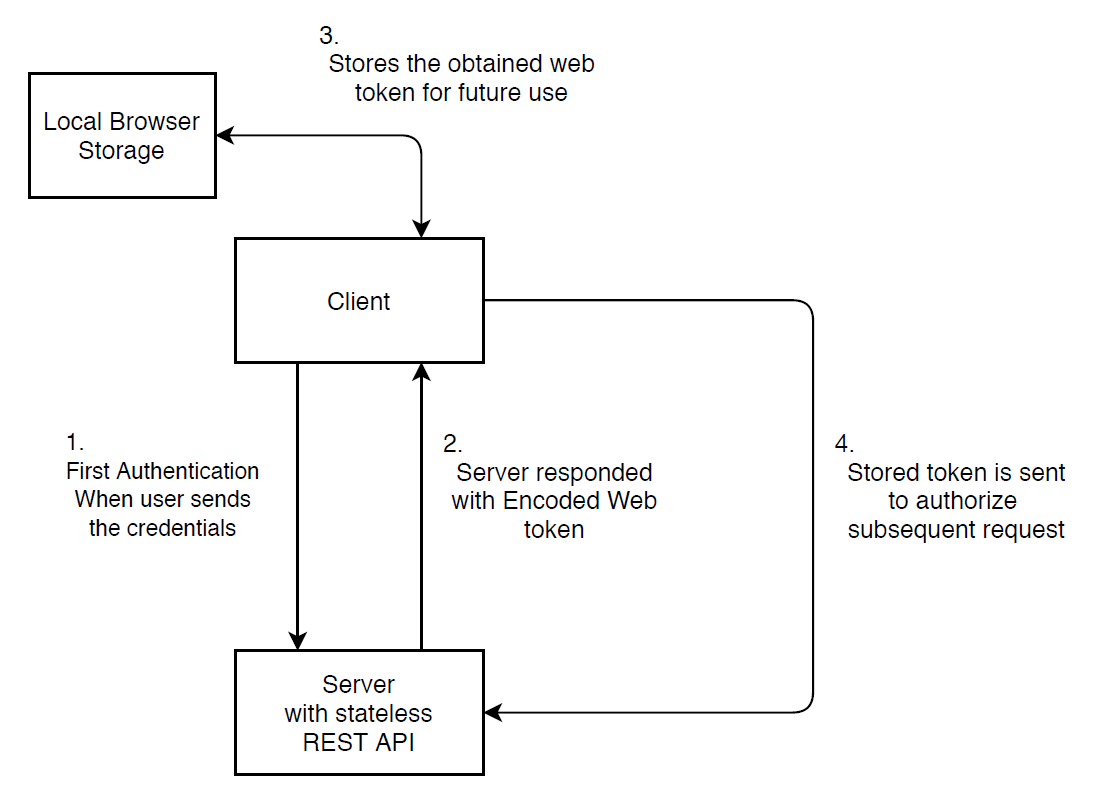 3.
Stores the obtained web
token for future use
Local Browser
Storage
Client
1.
First Authentication
When user sends
the credentials
2.
Server responded
with Encoded Web
token
4.
Stored token is sent
to authorize
subsequent request
Server
with stateless
REST API